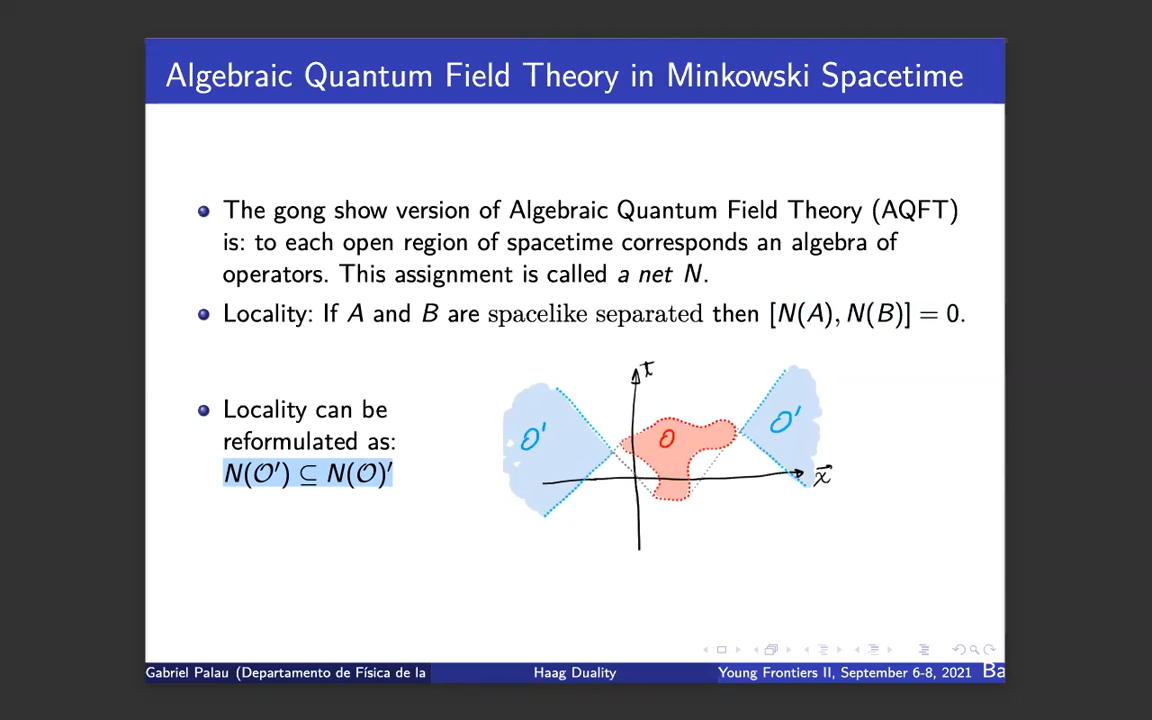 Algebraic Quantum Field Theory in Minkowski Spacetime
The gong show version of Algebraic Quantum Field Theory (AQFT)
is: to each open region of spacetime corresponds an algebra of
operators. This assignment is called a net N.
Locality: If A and B are spacelike separated then [N(A), N(B)] = 0.
Locality can be
reformulated as:
N(𝒪′) ⊆ N(𝒪)′
t
𝒪′
𝒪
𝒪′
x⃗
Gabriel Palau (Departamento de Física de la
Haag Duality
Young Frontiers II, September 6-8, 2021
Ba